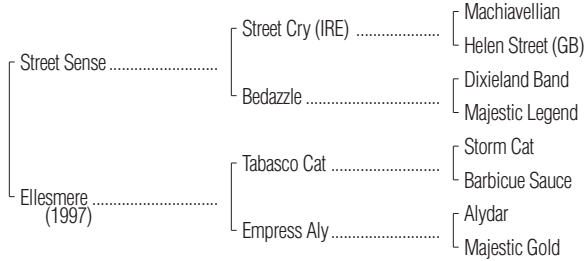 Machiavellian
Street Cry (IRE) ....................
Helen Street (GB)
Street Sense ..........................
Dixieland Band
Bedazzle ................................
Majestic Legend
Storm Cat
Tabasco Cat ..........................
Barbicue Sauce
Ellesmere ..............................
(1997)
Alydar
Empress Aly ..........................
Majestic Gold